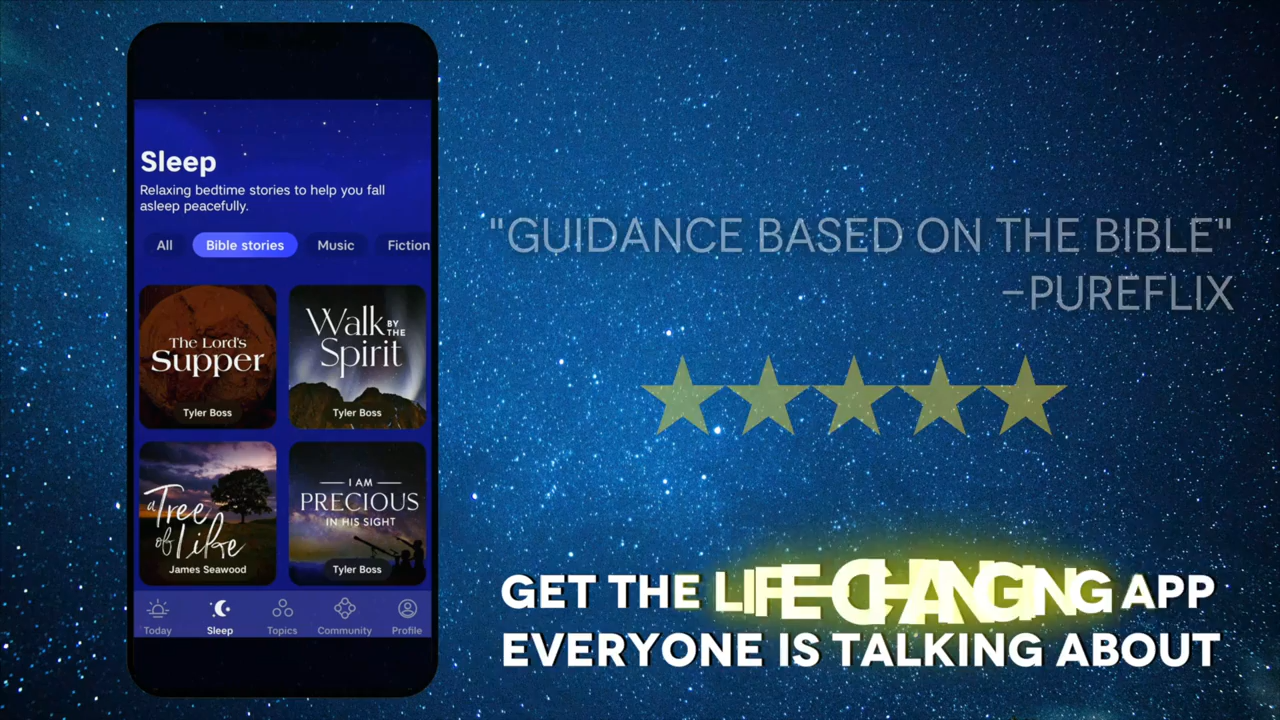 Sleep
Relaxing bedtime stories to help you fall
asleep peacefully.
All Bible stories Music Fiction
The Lord's
Supper
Tyler Boss
Walk BY THE
Spirit
Tyler Boss
a Tree
of Life
James Seawood
I AM
PRECIOUS
IN HIS SIGHT
Tyler Boss
Today Sleep Topics Community Profile
"GUIDANCE BASED ON THE BIBLE"
-PUREFLIX
GET THE LIFE-CHANGING APP
EVERYONE IS TALKING ABOUT